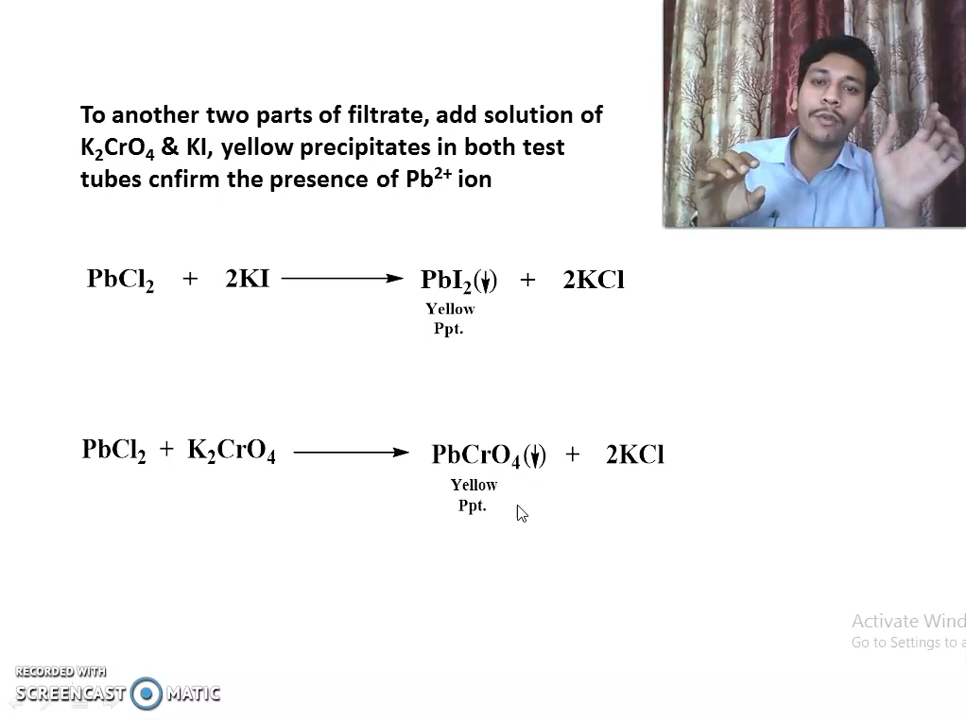 To another two parts of filtrate, add solution of
K₂CrO₄ & KI, yellow precipitates in both test
tubes cnfirm the presence of Pb²⁺ ion
PbCl₂ + 2KI → PbI₂(↓) + 2KCl
Yellow
Ppt.
PbCl₂ + K₂CrO₄ → PbCrO₄(↓) + 2KCl
Yellow
Ppt.
Activate Wind
Go to Settings to a
RECORDED WITH
SCREENCAST MATIC